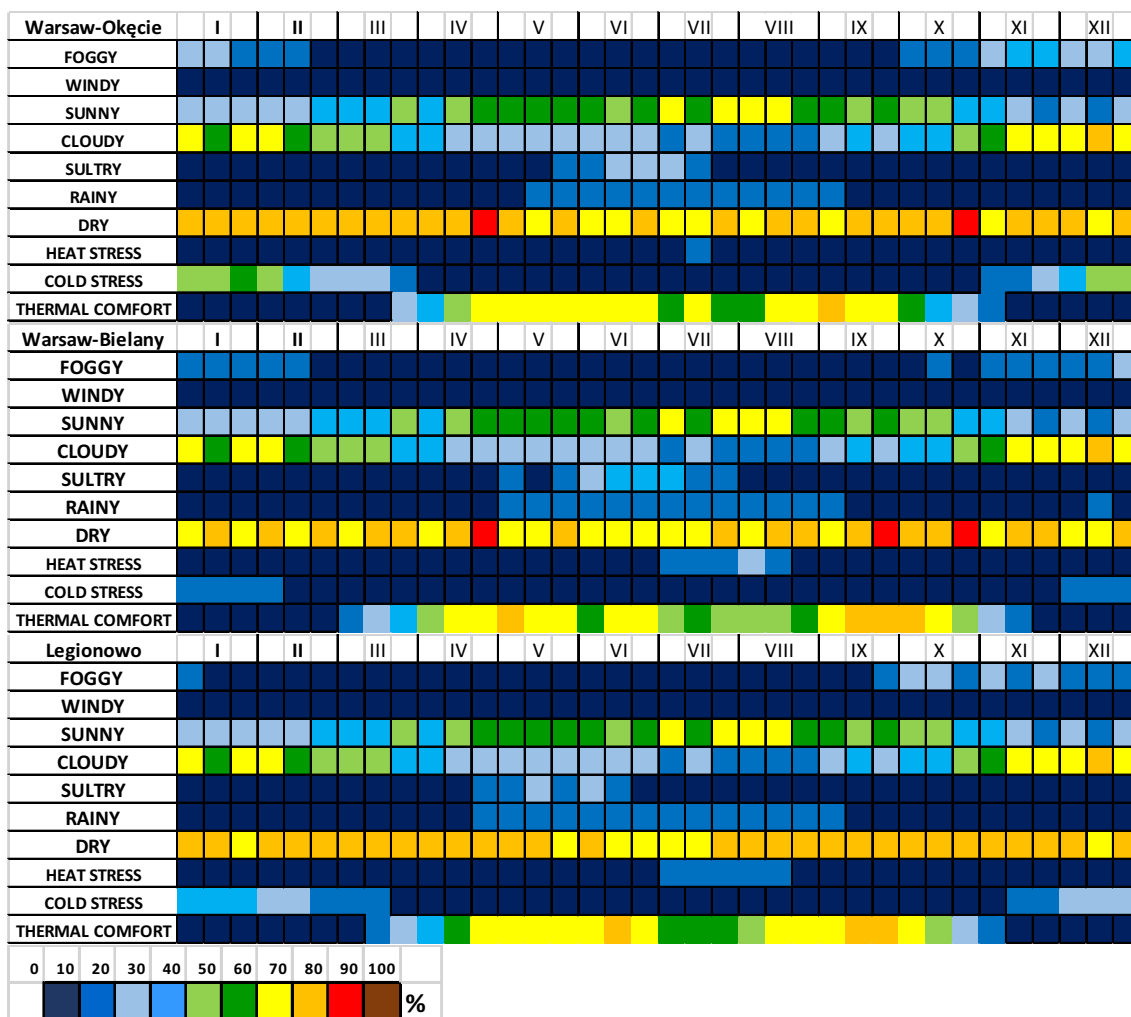 Warsaw-Okęcie I II III IV V VI VII VIII IX X XI XII
FOGGY
WINDY
SUNNY
CLOUDY
SULTRY
RAINY
DRY
HEAT STRESS
COLD STRESS
THERMAL COMFORT
Warsaw-Bielany I II III IV V VI VII VIII IX X XI XII
FOGGY
WINDY
SUNNY
CLOUDY
SULTRY
RAINY
DRY
HEAT STRESS
COLD STRESS
THERMAL COMFORT
Legionowo I II III IV V VI VII VIII IX X XI XII
FOGGY
WINDY
SUNNY
CLOUDY
SULTRY
RAINY
DRY
HEAT STRESS
COLD STRESS
THERMAL COMFORT
0 10 20 30 40 50 60 70 80 90 100
%